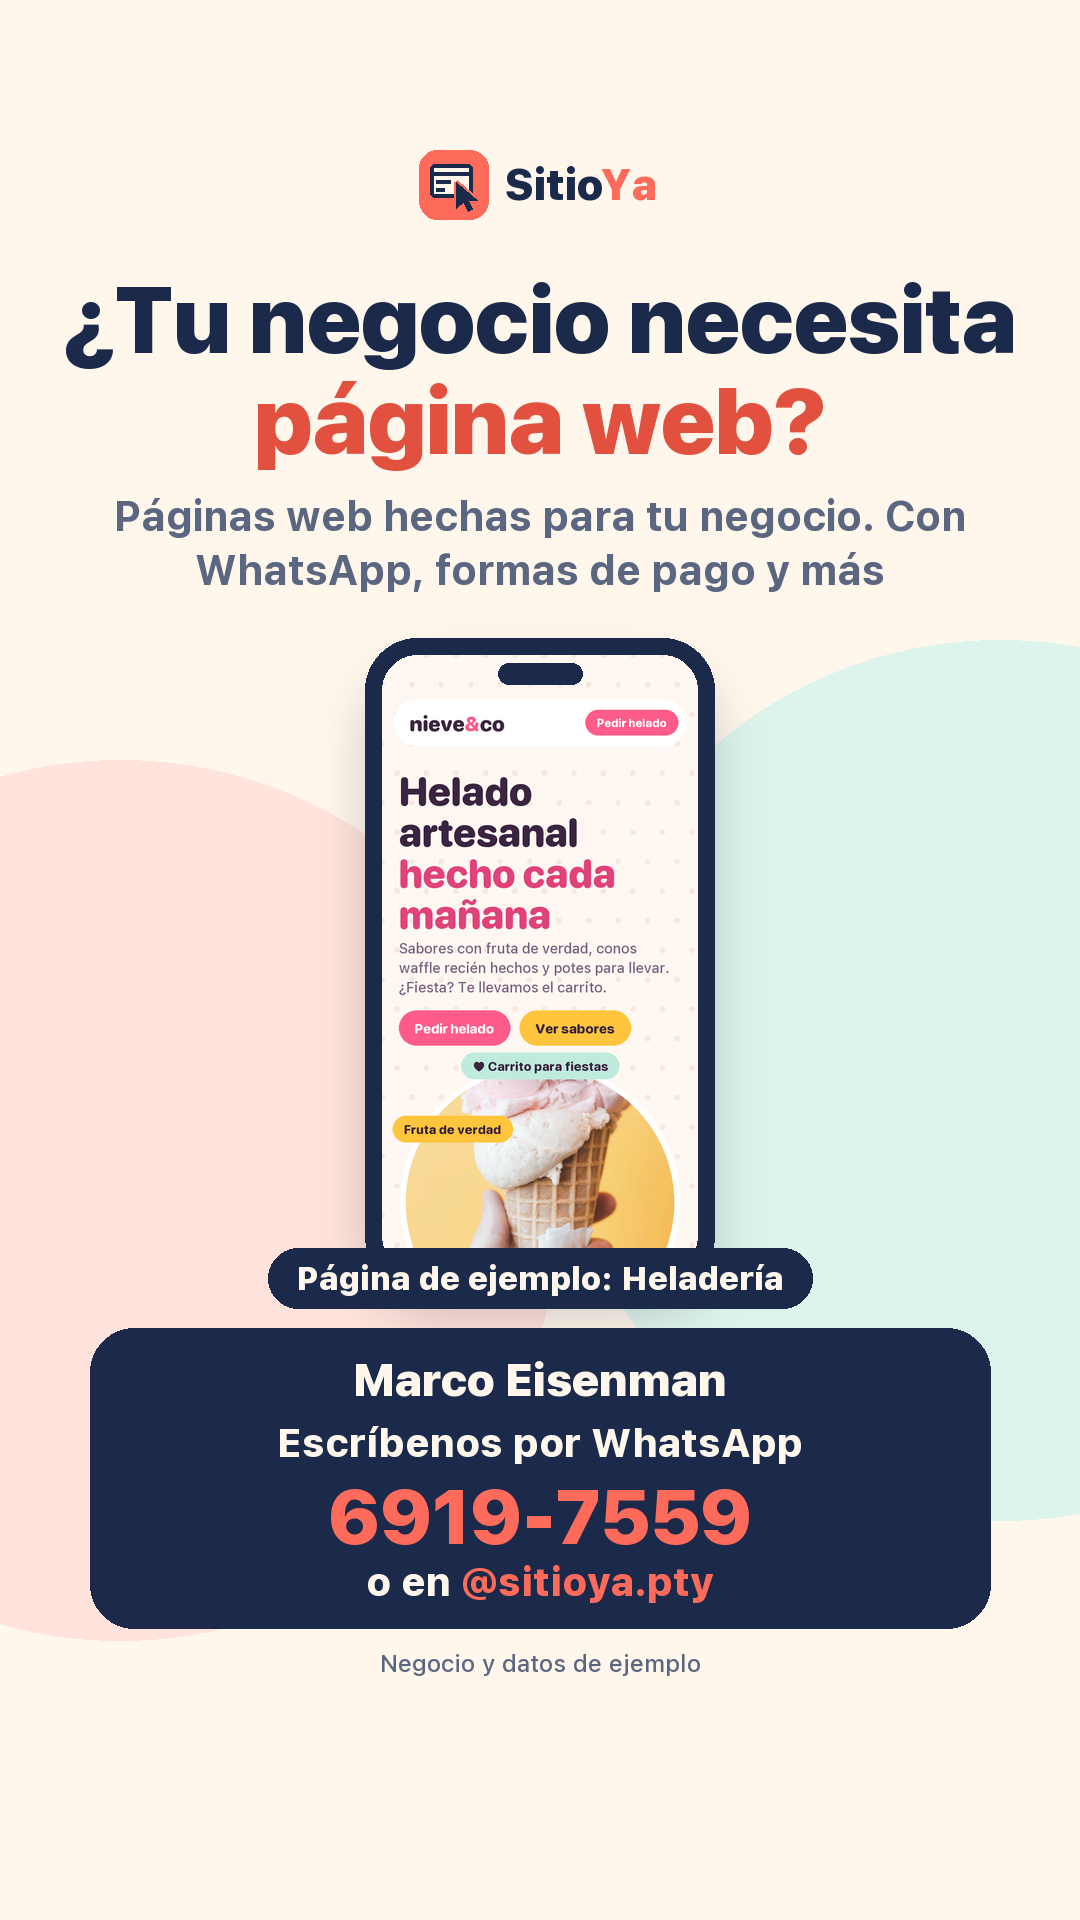 SitioYa
¿Tu negocio necesita
página web?
Páginas web hechas para tu negocio. Con
WhatsApp, formas de pago y más
nieve&co
Pedir helado
Helado
artesanal
hecho cada
mañana
Sabores con fruta de verdad, conos
waffle recién hechos y potes para llevar.
¿Fiesta? Te llevamos el carrito.
Pedir helado
Ver sabores
Carrito para fiestas
Fruta de verdad
Página de ejemplo: Heladería
Marco Eisenman
Escríbenos por WhatsApp
6919-7559
o en @sitioya.pty
Negocio y datos de ejemplo